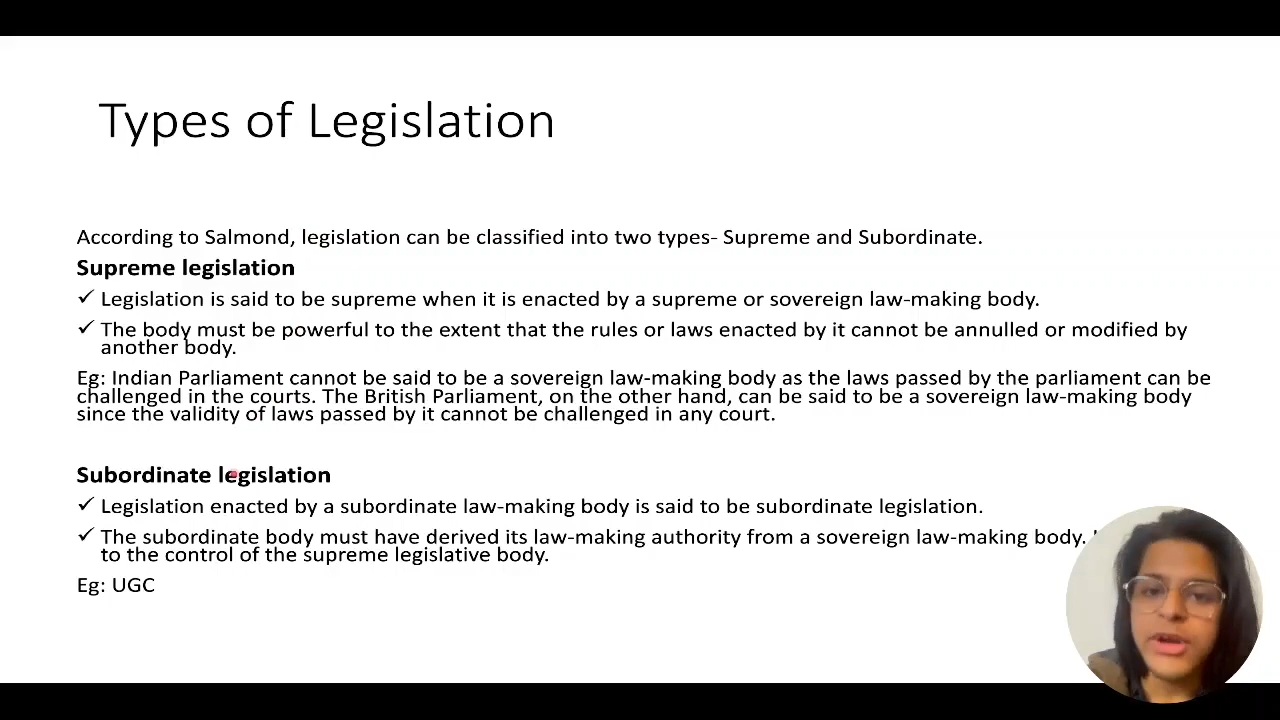 Types of Legislation
According to Salmond, legislation can be classified into two types- Supreme and Subordinate.
Supreme legislation
✓ Legislation is said to be supreme when it is enacted by a supreme or sovereign law-making body.
✓ The body must be powerful to the extent that the rules or laws enacted by it cannot be annulled or modified by
another body.
Eg: Indian Parliament cannot be said to be a sovereign law-making body as the laws passed by the parliament can be
challenged in the courts. The British Parliament, on the other hand, can be said to be a sovereign law-making body
since the validity of laws passed by it cannot be challenged in any court.
Subordinate legislation
✓ Legislation enacted by a subordinate law-making body is said to be subordinate legislation.
✓ The subordinate body must have derived its law-making authority from a sovereign law-making body.
to the control of the supreme legislative body.
Eg: UGC